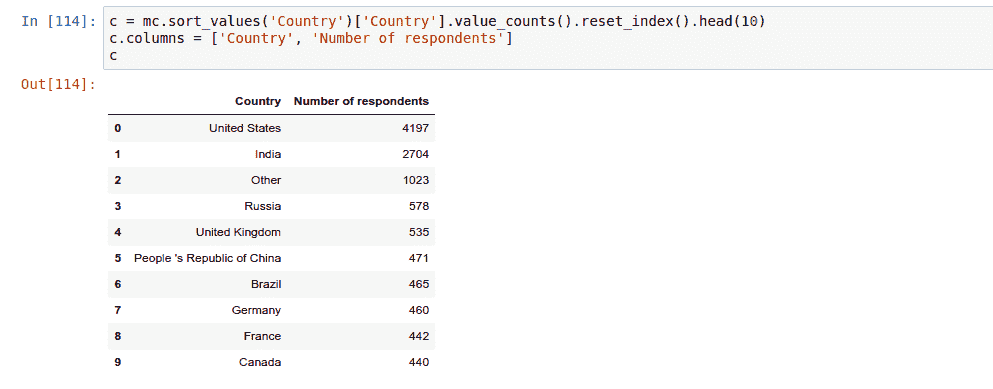 In [114]: c = mc.sort_values('Country')['Country'].value_counts().reset_index().head(10)
c.columns = ['Country', 'Number of respondents']
c
Out[114]:
Country Number of respondents
0 United States 4197
1 India 2704
2 Other 1023
3 Russia 578
4 United Kingdom 535
5 People 's Republic of China 471
6 Brazil 465
7 Germany 460
8 France 442
9 Canada 440